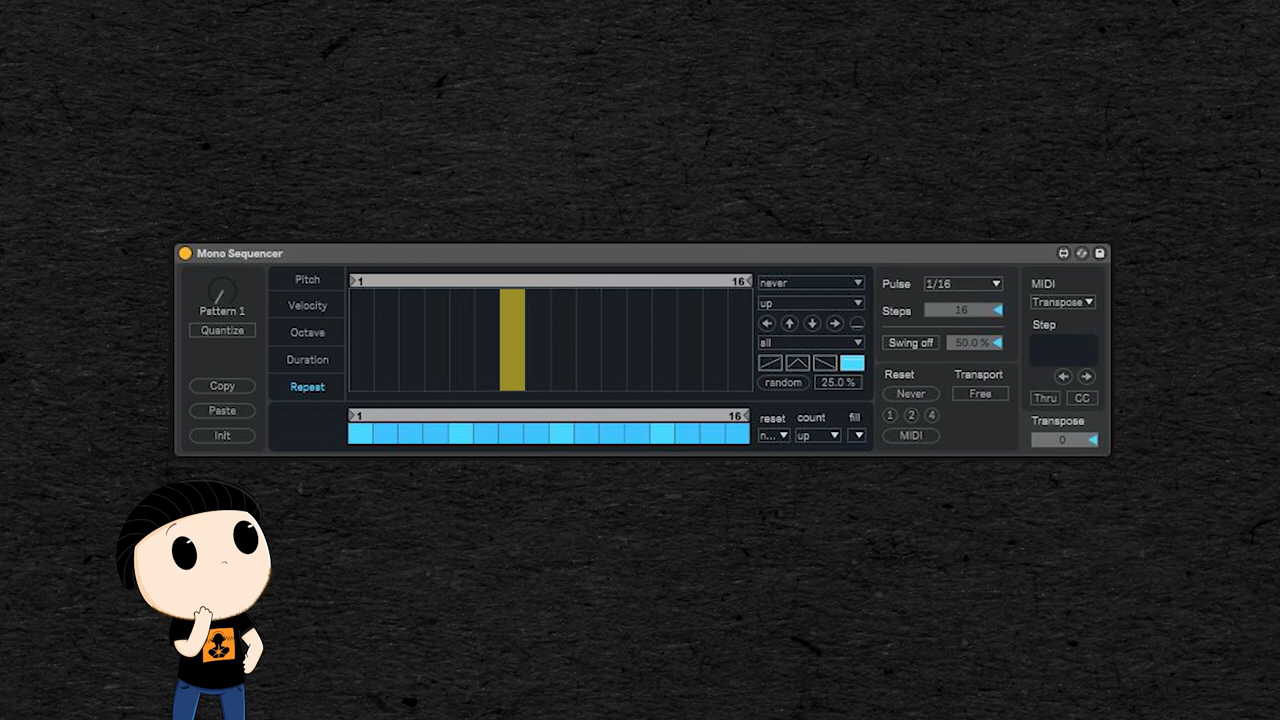 Mono Sequencer
Pattern 1
Quantize
Copy
Paste
Init
Pitch
Velocity
Octave
Duration
Repeat
1 16
1 16
never
up
all
random 25.0 %
reset count fill
n... up
Pulse 1/16
Steps 16
Swing off 50.0 %
Reset Transport
Never Free
1 2 4
MIDI
MIDI
Transpose
Step
Thru CC
Transpose
0